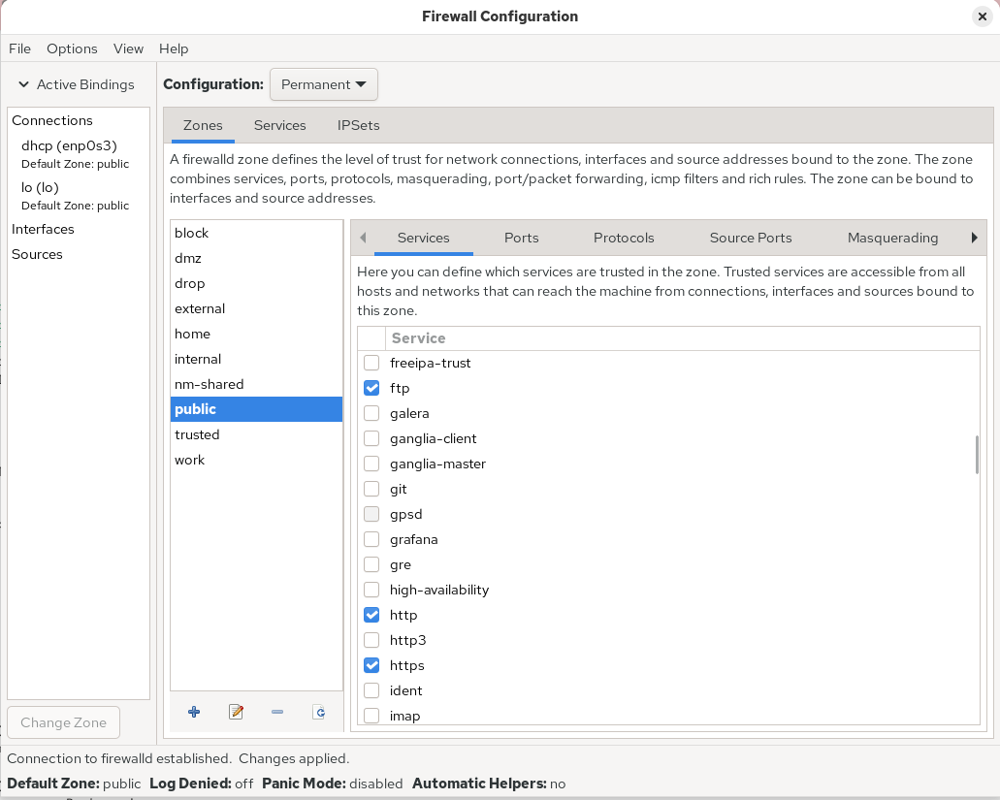 Firewall Configuration
File Options View Help
Active Bindings
Configuration: Permanent
Connections
dhcp (enp0s3)
Default Zone: public
lo (lo)
Default Zone: public
Interfaces
Sources
Change Zone
Zones Services IPSets
A firewalld zone defines the level of trust for network connections, interfaces and source addresses bound to the zone. The zone
combines services, ports, protocols, masquerading, port/packet forwarding, icmp filters and rich rules. The zone can be bound to
interfaces and source addresses.
block
dmz
drop
external
home
internal
nm-shared
public
trusted
work
Services Ports Protocols Source Ports Masquerading
Here you can define which services are trusted in the zone. Trusted services are accessible from all
hosts and networks that can reach the machine from connections, interfaces and sources bound to
this zone.
Service
freeipa-trust
ftp
galera
ganglia-client
ganglia-master
git
gpsd
grafana
gre
high-availability
http
http3
https
ident
imap
Connection to firewalld established. Changes applied.
Default Zone: public Log Denied: off Panic Mode: disabled Automatic Helpers: no